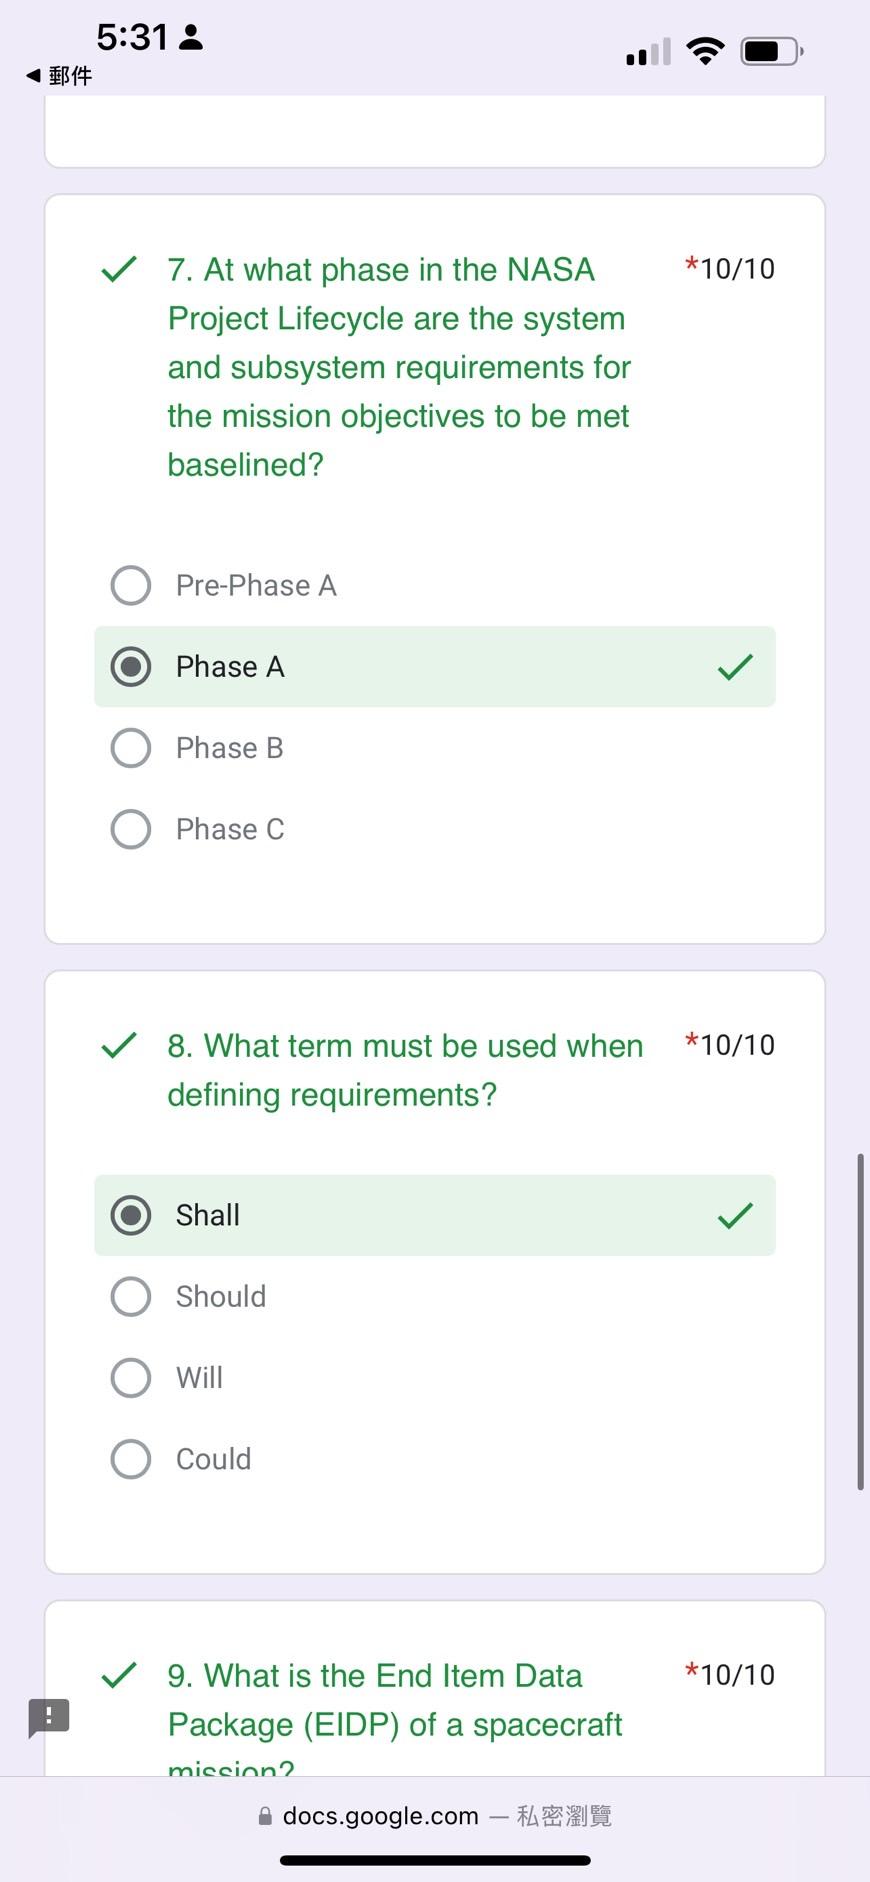 5:31
◀ 郵件
7. At what phase in the NASA *10/10
Project Lifecycle are the system
and subsystem requirements for
the mission objectives to be met
baselined?
Pre-Phase A
Phase A
Phase B
Phase C
8. What term must be used when *10/10
defining requirements?
Shall
Should
Will
Could
9. What is the End Item Data *10/10
Package (EIDP) of a spacecraft
mission?
docs.google.com — 私密瀏覽